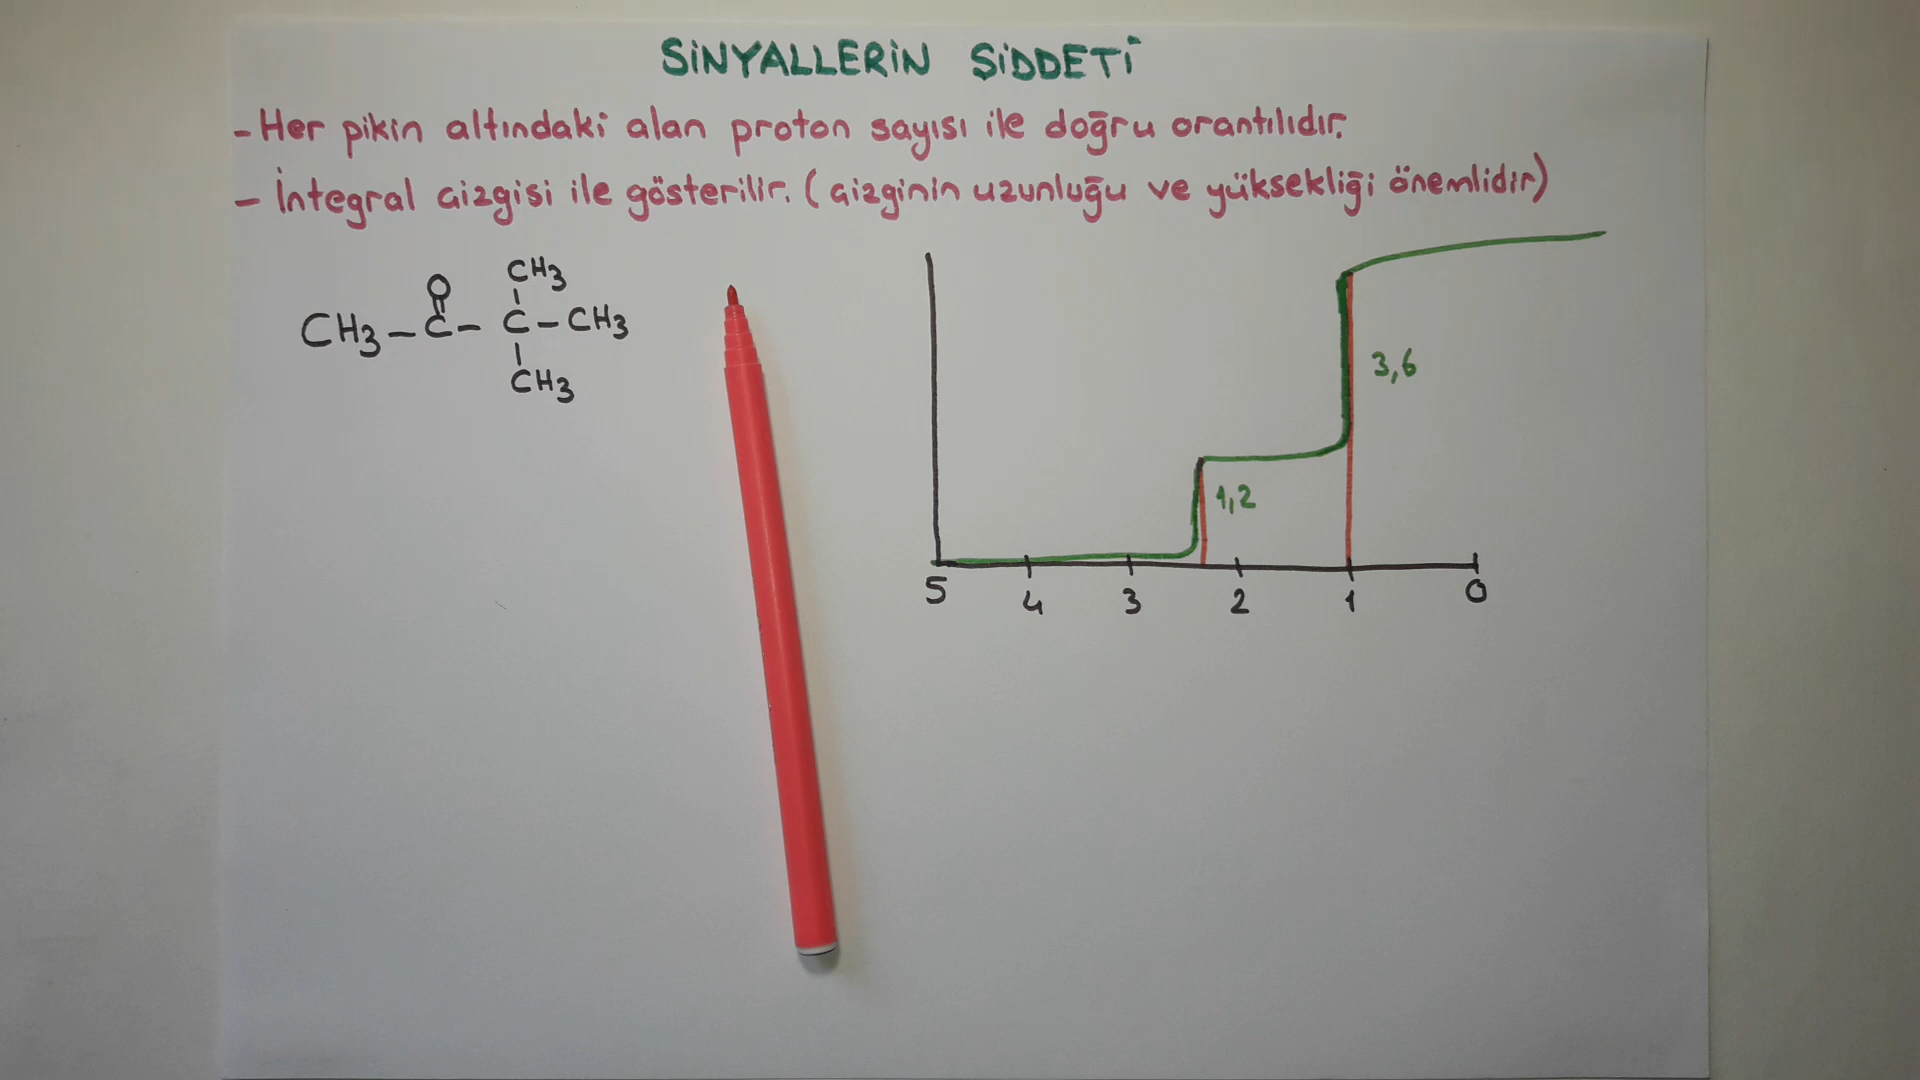 SİNYALLERİN ŞİDDETİ
- Her pikin altındaki alan proton sayısı ile doğru orantılıdır.
- İntegral çizgisi ile gösterilir. (çizginin uzunluğu ve yüksekliği önemlidir)
CH3
O
CH3 - C - C - CH3
CH3
3,6
1,2
5 4 3 2 1 0